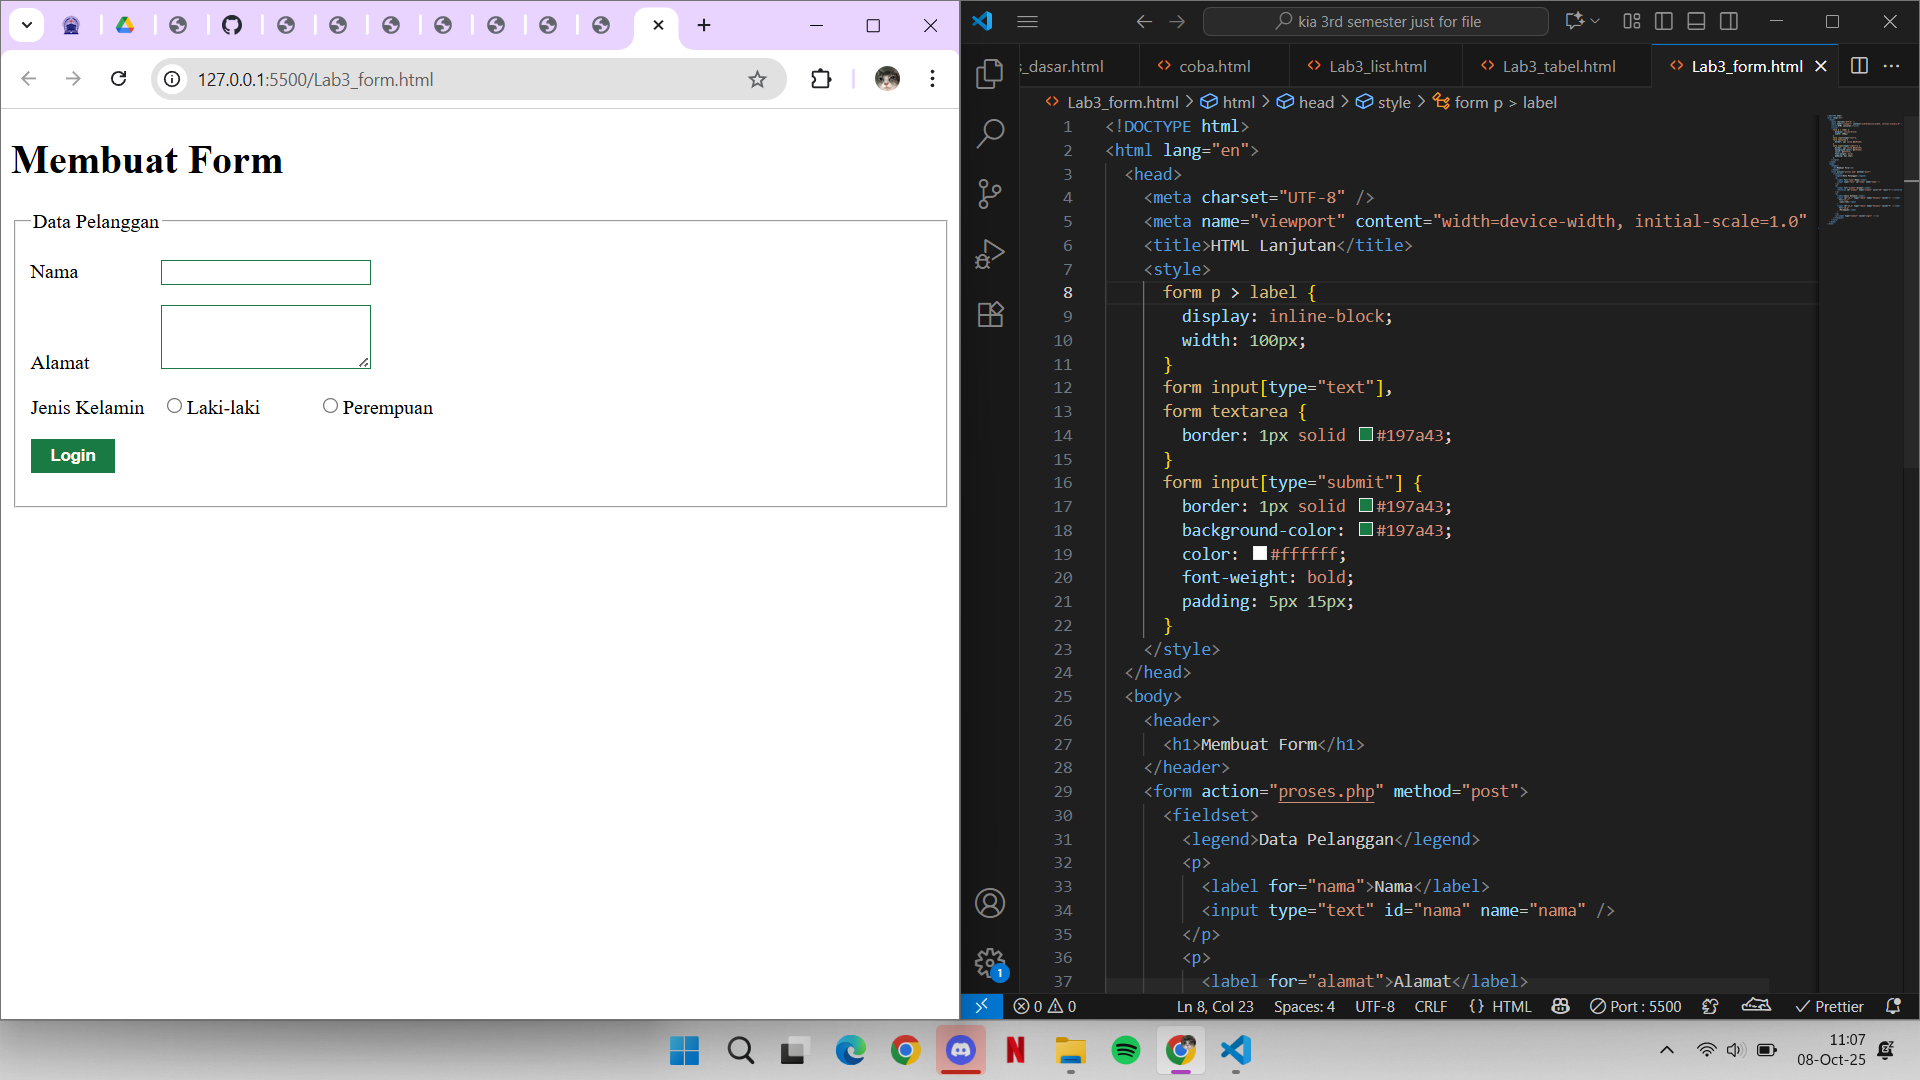 127.0.0.1:5500/Lab3_form.html
Membuat Form
Data Pelanggan
Nama
Alamat
Jenis Kelamin
Laki-laki
Perempuan
Login
kia 3rd semester just for file
s_dasar.html
coba.html
Lab3_list.html
Lab3_tabel.html
Lab3_form.html
Lab3_form.html > html > head > style > form p > label
1 <!DOCTYPE html>
2 <html lang="en">
3 <head>
4 <meta charset="UTF-8" />
5 <meta name="viewport" content="width=device-width, initial-scale=1.0"
6 <title>HTML Lanjutan</title>
7 <style>
8 form p > label {
9 display: inline-block;
10 width: 100px;
11 }
12 form input[type="text"],
13 form textarea {
14 border: 1px solid #197a43;
15 }
16 form input[type="submit"] {
17 border: 1px solid #197a43;
18 background-color: #197a43;
19 color: #ffffff;
20 font-weight: bold;
21 padding: 5px 15px;
22 }
23 </style>
24 </head>
25 <body>
26 <header>
27 <h1>Membuat Form</h1>
28 </header>
29 <form action="proses.php" method="post">
30 <fieldset>
31 <legend>Data Pelanggan</legend>
32 <p>
33 <label for="nama">Nama</label>
34 <input type="text" id="nama" name="nama" />
35 </p>
36 <p>
37 <label for="alamat">Alamat</label>
1
0 0
Ln 8, Col 23
Spaces: 4
UTF-8
CRLF
{ } HTML
Port : 5500
Prettier
11:07
08-Oct-25